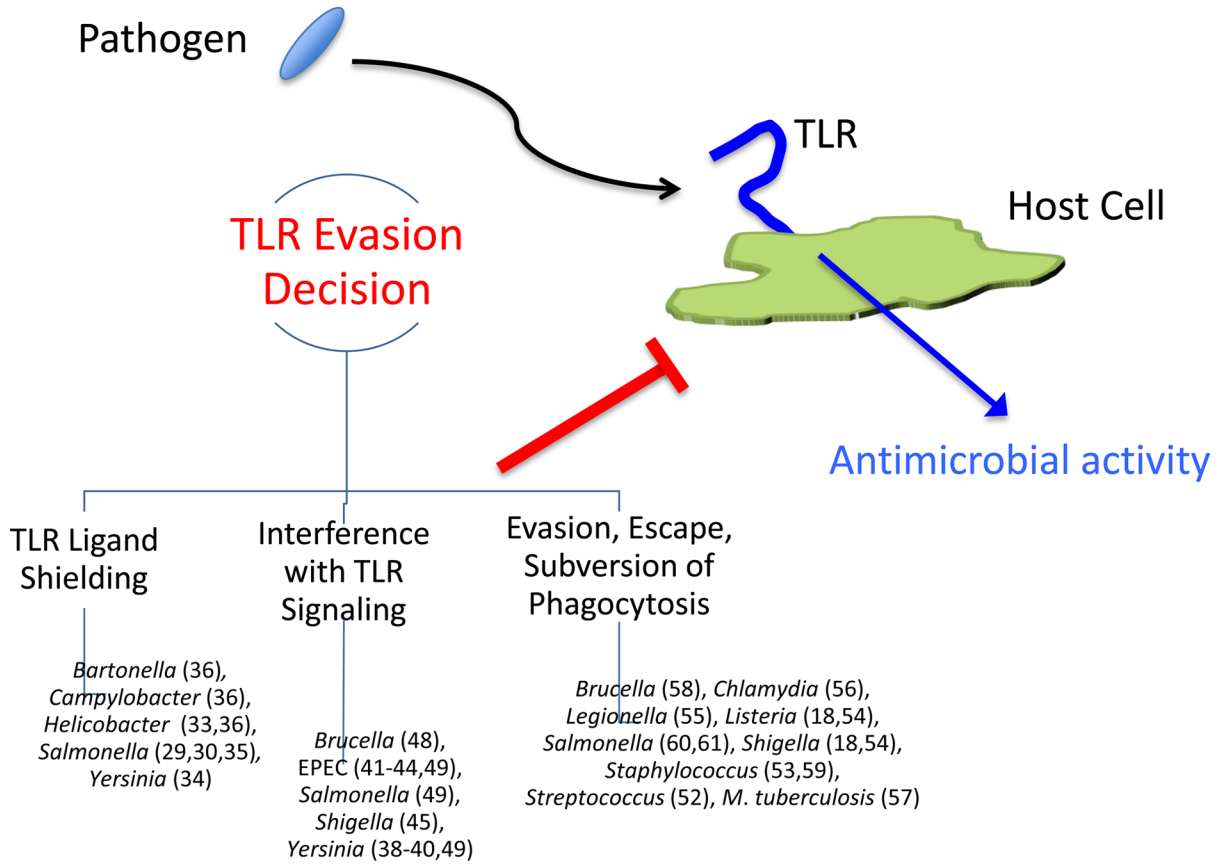 Pathogen
TLR
Host Cell
TLR Evasion
Decision
Antimicrobial activity
TLR Ligand
Shielding
Interference
with TLR
Signaling
Evasion, Escape,
Subversion of
Phagocytosis
Bartonella (36),
Campylobacter (36),
Helicobacter (33,36),
Salmonella (29,30,35),
Yersinia (34)
Brucella (48),
EPEC (41-44,49),
Salmonella (49),
Shigella (45),
Yersinia (38-40,49)
Brucella (58), Chlamydia (56),
Legionella (55), Listeria (18,54),
Salmonella (60,61), Shigella (18,54),
Staphylococcus (53,59),
Streptococcus (52), M. tuberculosis (57)